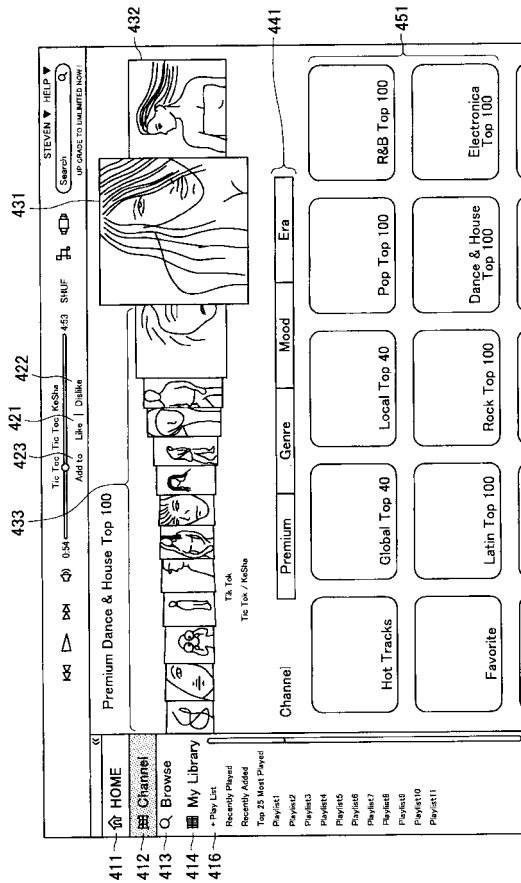 STEVEN ▼ HELP ▼
Search
UP GRADE TO UMLIMITED NOW !
Tic Toc Tic Toc KeSha
0:54
4:53
SHUF
Add to Like | Dislike
423 421 422
431
432
433
«
411 HOME
412 Channel
413 Browse
414 My Library
416 + Play List
Recently Played
Recently Added
Top 25 Most Played
Playlist1
Playlist2
Playlist3
Playlist4
Playlist5
Playlist6
Playlist7
Playlist8
Playlist9
Playlist10
Playlist11
Premium Dance & House Top 100
Tik Tok
Tic Tok / KeSha
Channel
Premium Genre Mood Era
441
Hot Tracks
Global Top 40
Local Top 40
Pop Top 100
R&B Top 100
451
Favorite
Latin Top 100
Rock Top 100
Dance & House
Top 100
Electronica
Top 100